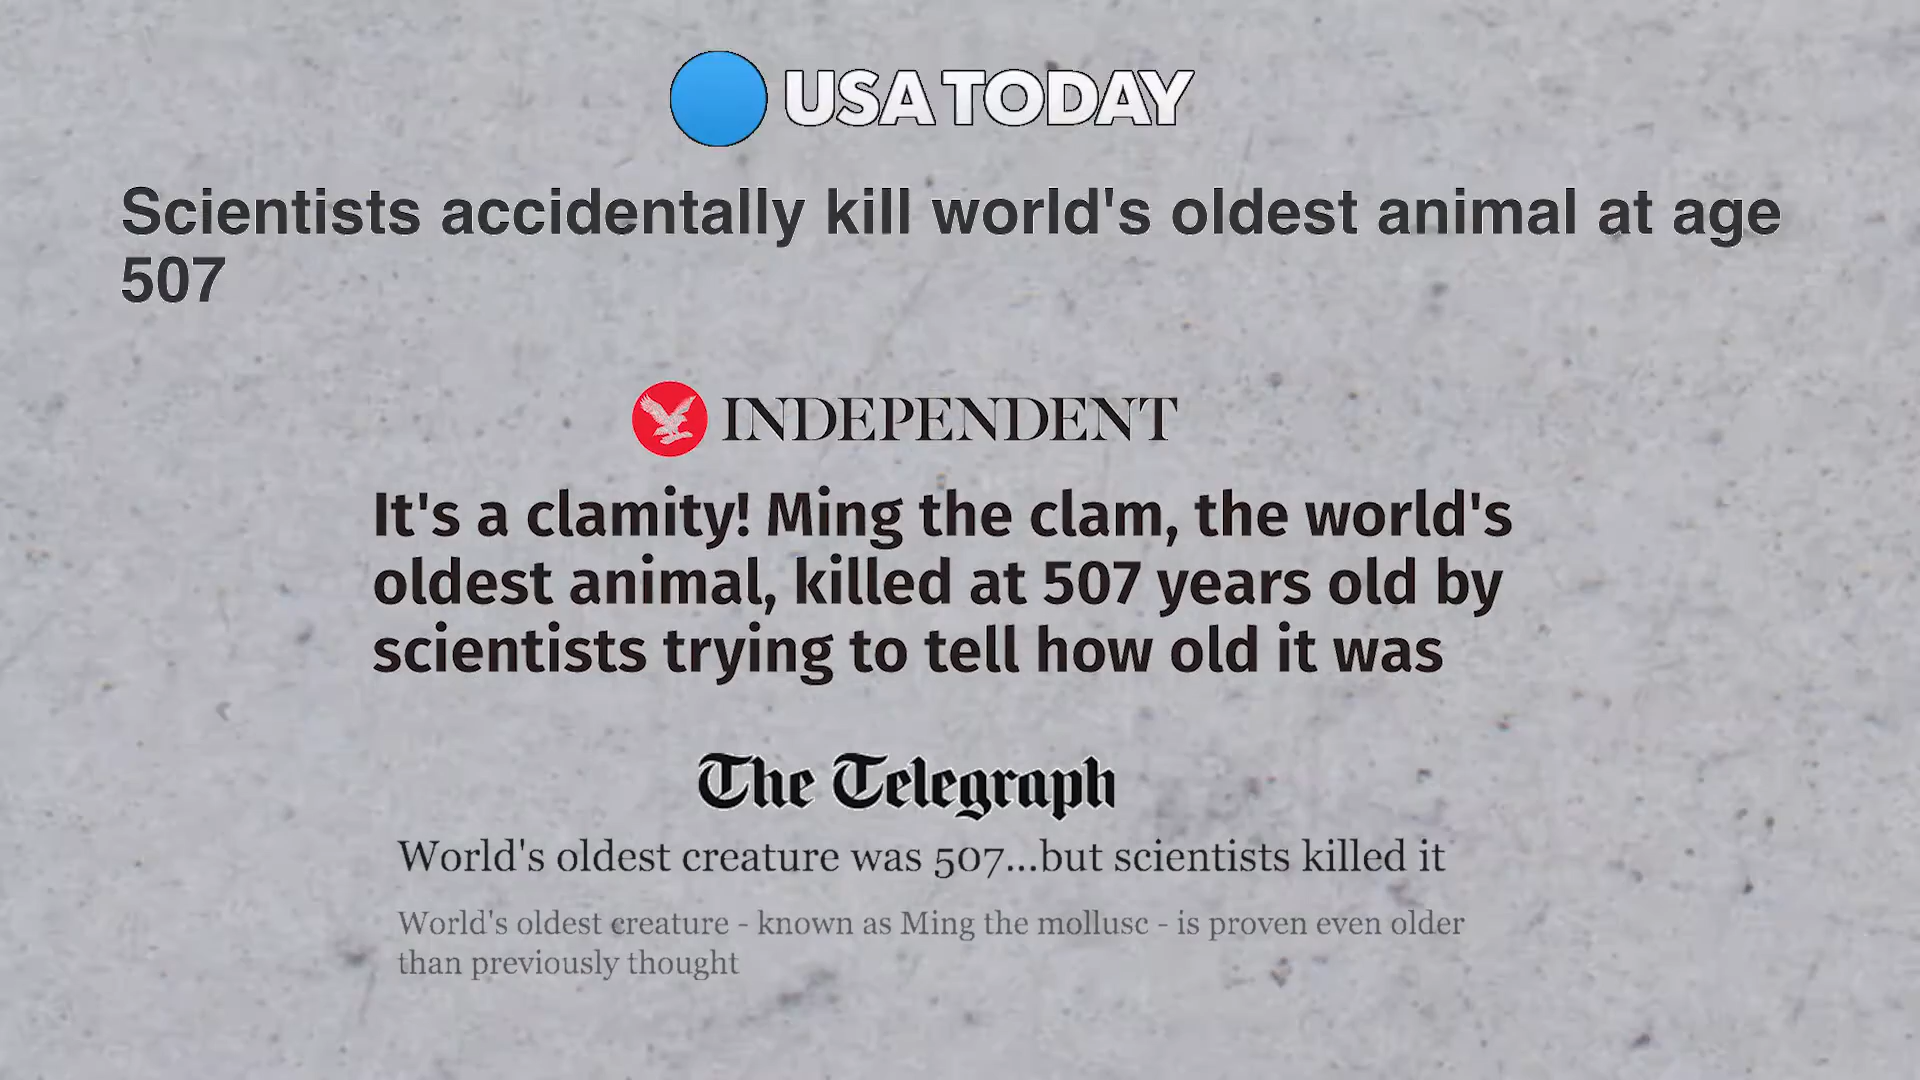 USA TODAY
Scientists accidentally kill world's oldest animal at age
507
INDEPENDENT
It's a clamity! Ming the clam, the world's
oldest animal, killed at 507 years old by
scientists trying to tell how old it was
The Telegraph
World's oldest creature was 507...but scientists killed it
World's oldest creature - known as Ming the mollusc - is proven even older
than previously thought